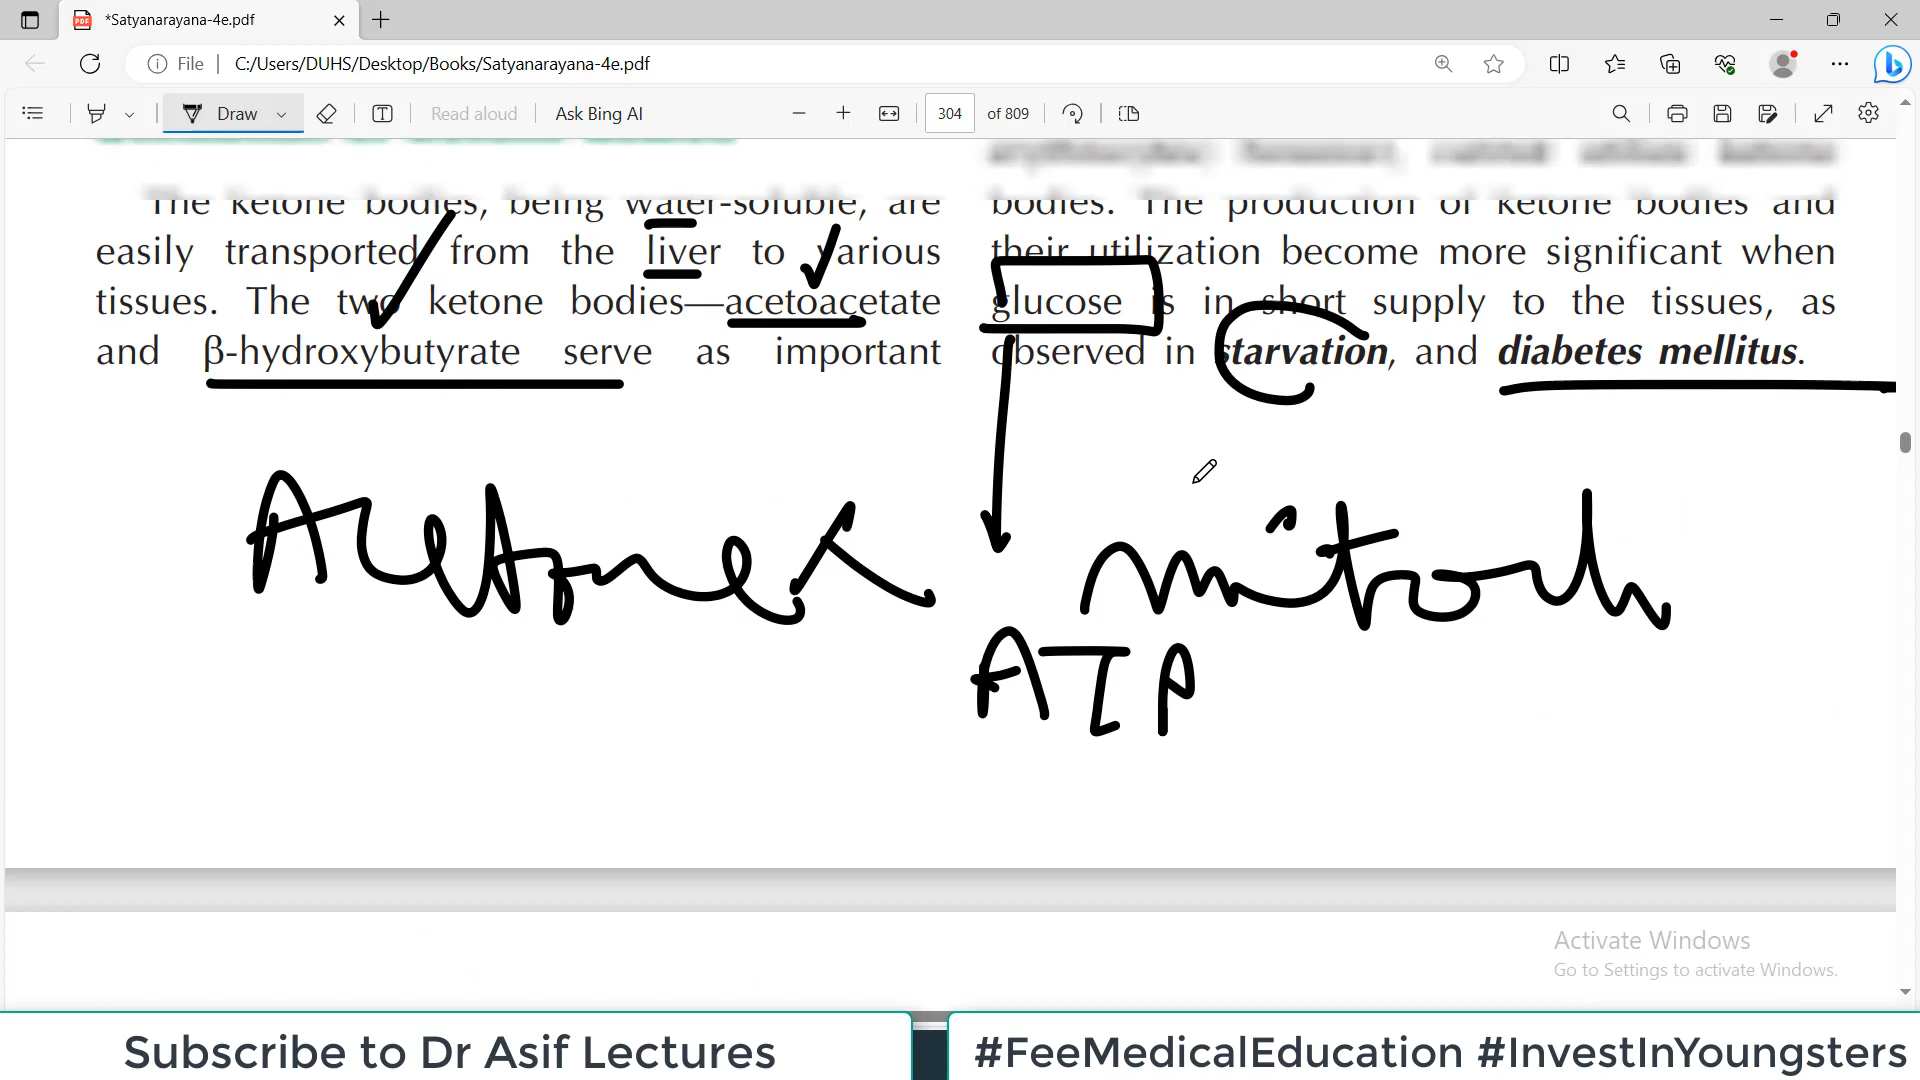 *Satyanarayana-4e.pdf
File
C:/Users/DUHS/Desktop/Books/Satyanarayana-4e.pdf
Draw
Read aloud
Ask Bing AI
304 of 809
The ketone bodies, being water-soluble, are
easily transported from the liver to various
tissues. The two ketone bodies—acetoacetate
and β-hydroxybutyrate serve as important
bodies. The production of ketone bodies and
their utilization become more significant when
glucose is in short supply to the tissues, as
observed in starvation, and diabetes mellitus.
Acetone
mitoch
ATP
Activate Windows
Go to Settings to activate Windows.
Subscribe to Dr Asif Lectures
#FeeMedicalEducation #InvestInYoungsters